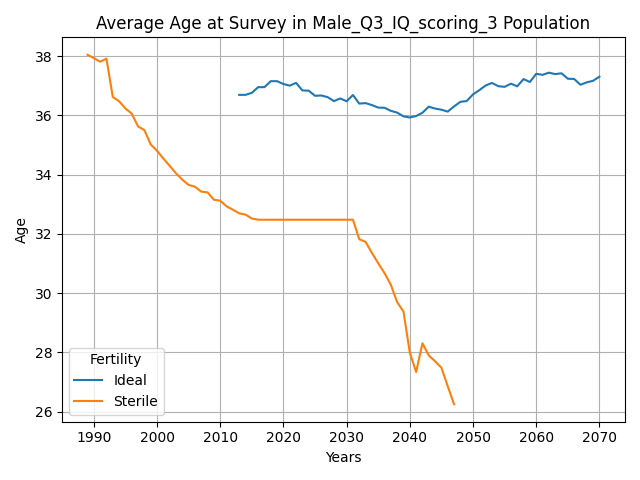 Average Age at Survey in Male_Q3_IQ_scoring_3 Population
Age
38
36
34
32
30
28
26
Fertility
Ideal
Sterile
1990 2000 2010 2020 2030 2040 2050 2060 2070
Years